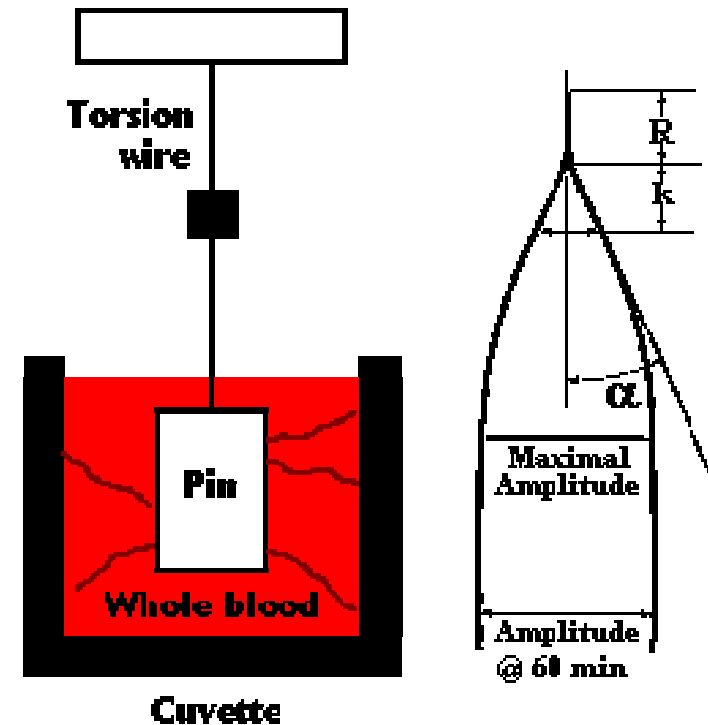 Torsion
wire
Pin
Whole blood
Cuvette
R
k
α
Maximal
Amplitude
Amplitude
@ 60 min